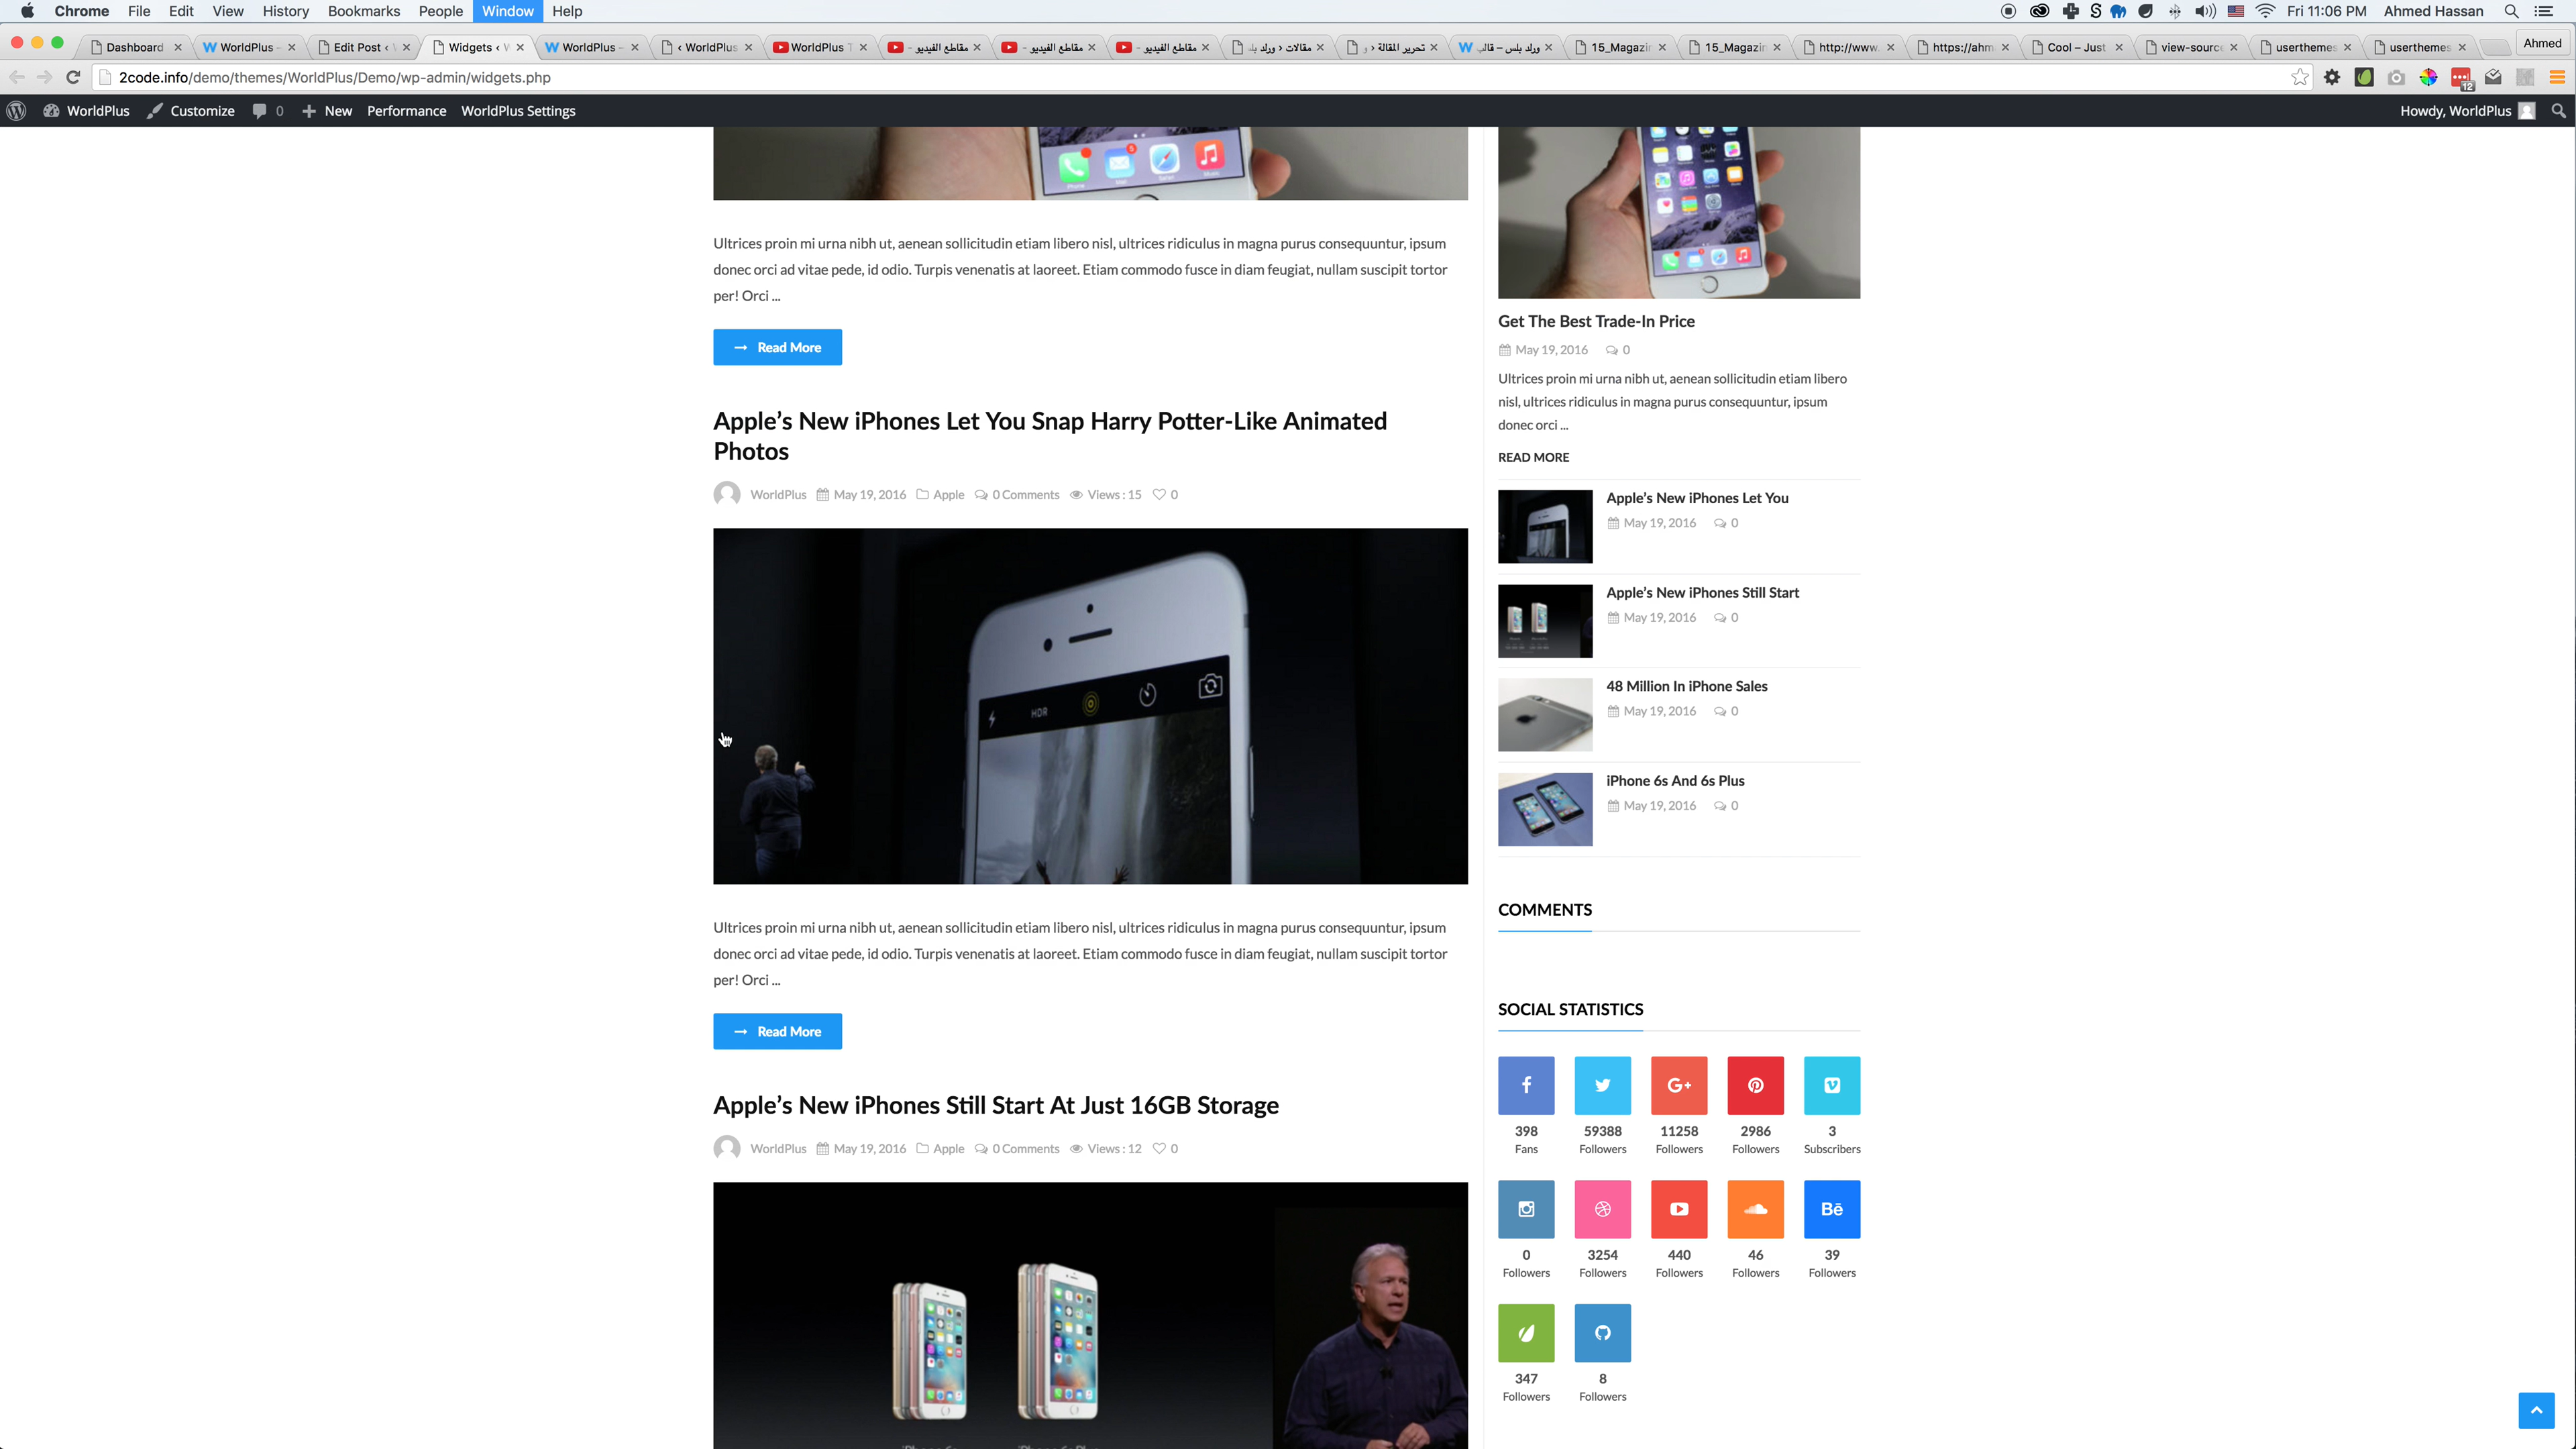 Chrome File Edit View History Bookmarks People Window Help
Fri 11:06 PM Ahmed Hassan
Dashboard
WorldPlus -
Edit Post ‹
Widgets ‹ W
WorldPlus -
‹ WorldPlus
WorldPlus T
مقاطع الفيديو -
مقاطع الفيديو -
مقاطع الفيديو -
مقالات ‹ ورلد بلـ
تحرير المقالة ‹ و
ورلد بلس – قالب
15_Magazin
15_Magazin
http://www.
https://ahm
Cool – Just
view-source
userthemes
userthemes
Ahmed
2code.info/demo/themes/WorldPlus/Demo/wp-admin/widgets.php
12
WorldPlus Customize 0 New Performance WorldPlus Settings
Howdy, WorldPlus
Ultrices proin mi urna nibh ut, aenean sollicitudin etiam libero nisl, ultrices ridiculus in magna purus consequuntur, ipsum
donec orci ad vitae pede, id odio. Turpis venenatis at laoreet. Etiam commodo fusce in diam feugiat, nullam suscipit tortor
per! Orci ...
→ Read More
Apple’s New iPhones Let You Snap Harry Potter-Like Animated
Photos
WorldPlus May 19, 2016 Apple 0 Comments Views : 15 0
HDR
Ultrices proin mi urna nibh ut, aenean sollicitudin etiam libero nisl, ultrices ridiculus in magna purus consequuntur, ipsum
donec orci ad vitae pede, id odio. Turpis venenatis at laoreet. Etiam commodo fusce in diam feugiat, nullam suscipit tortor
per! Orci ...
→ Read More
Apple’s New iPhones Still Start At Just 16GB Storage
WorldPlus May 19, 2016 Apple 0 Comments Views : 12 0
Get The Best Trade-In Price
May 19, 2016 0
Ultrices proin mi urna nibh ut, aenean sollicitudin etiam libero
nisl, ultrices ridiculus in magna purus consequuntur, ipsum
donec orci ...
READ MORE
Apple’s New iPhones Let You
May 19, 2016 0
Apple’s New iPhones Still Start
May 19, 2016 0
48 Million In iPhone Sales
May 19, 2016 0
iPhone 6s And 6s Plus
May 19, 2016 0
COMMENTS
SOCIAL STATISTICS
398 59388 11258 2986 3
Fans Followers Followers Followers Subscribers
Bē
0 3254 440 46 39
Followers Followers Followers Followers Followers
347 8
Followers Followers